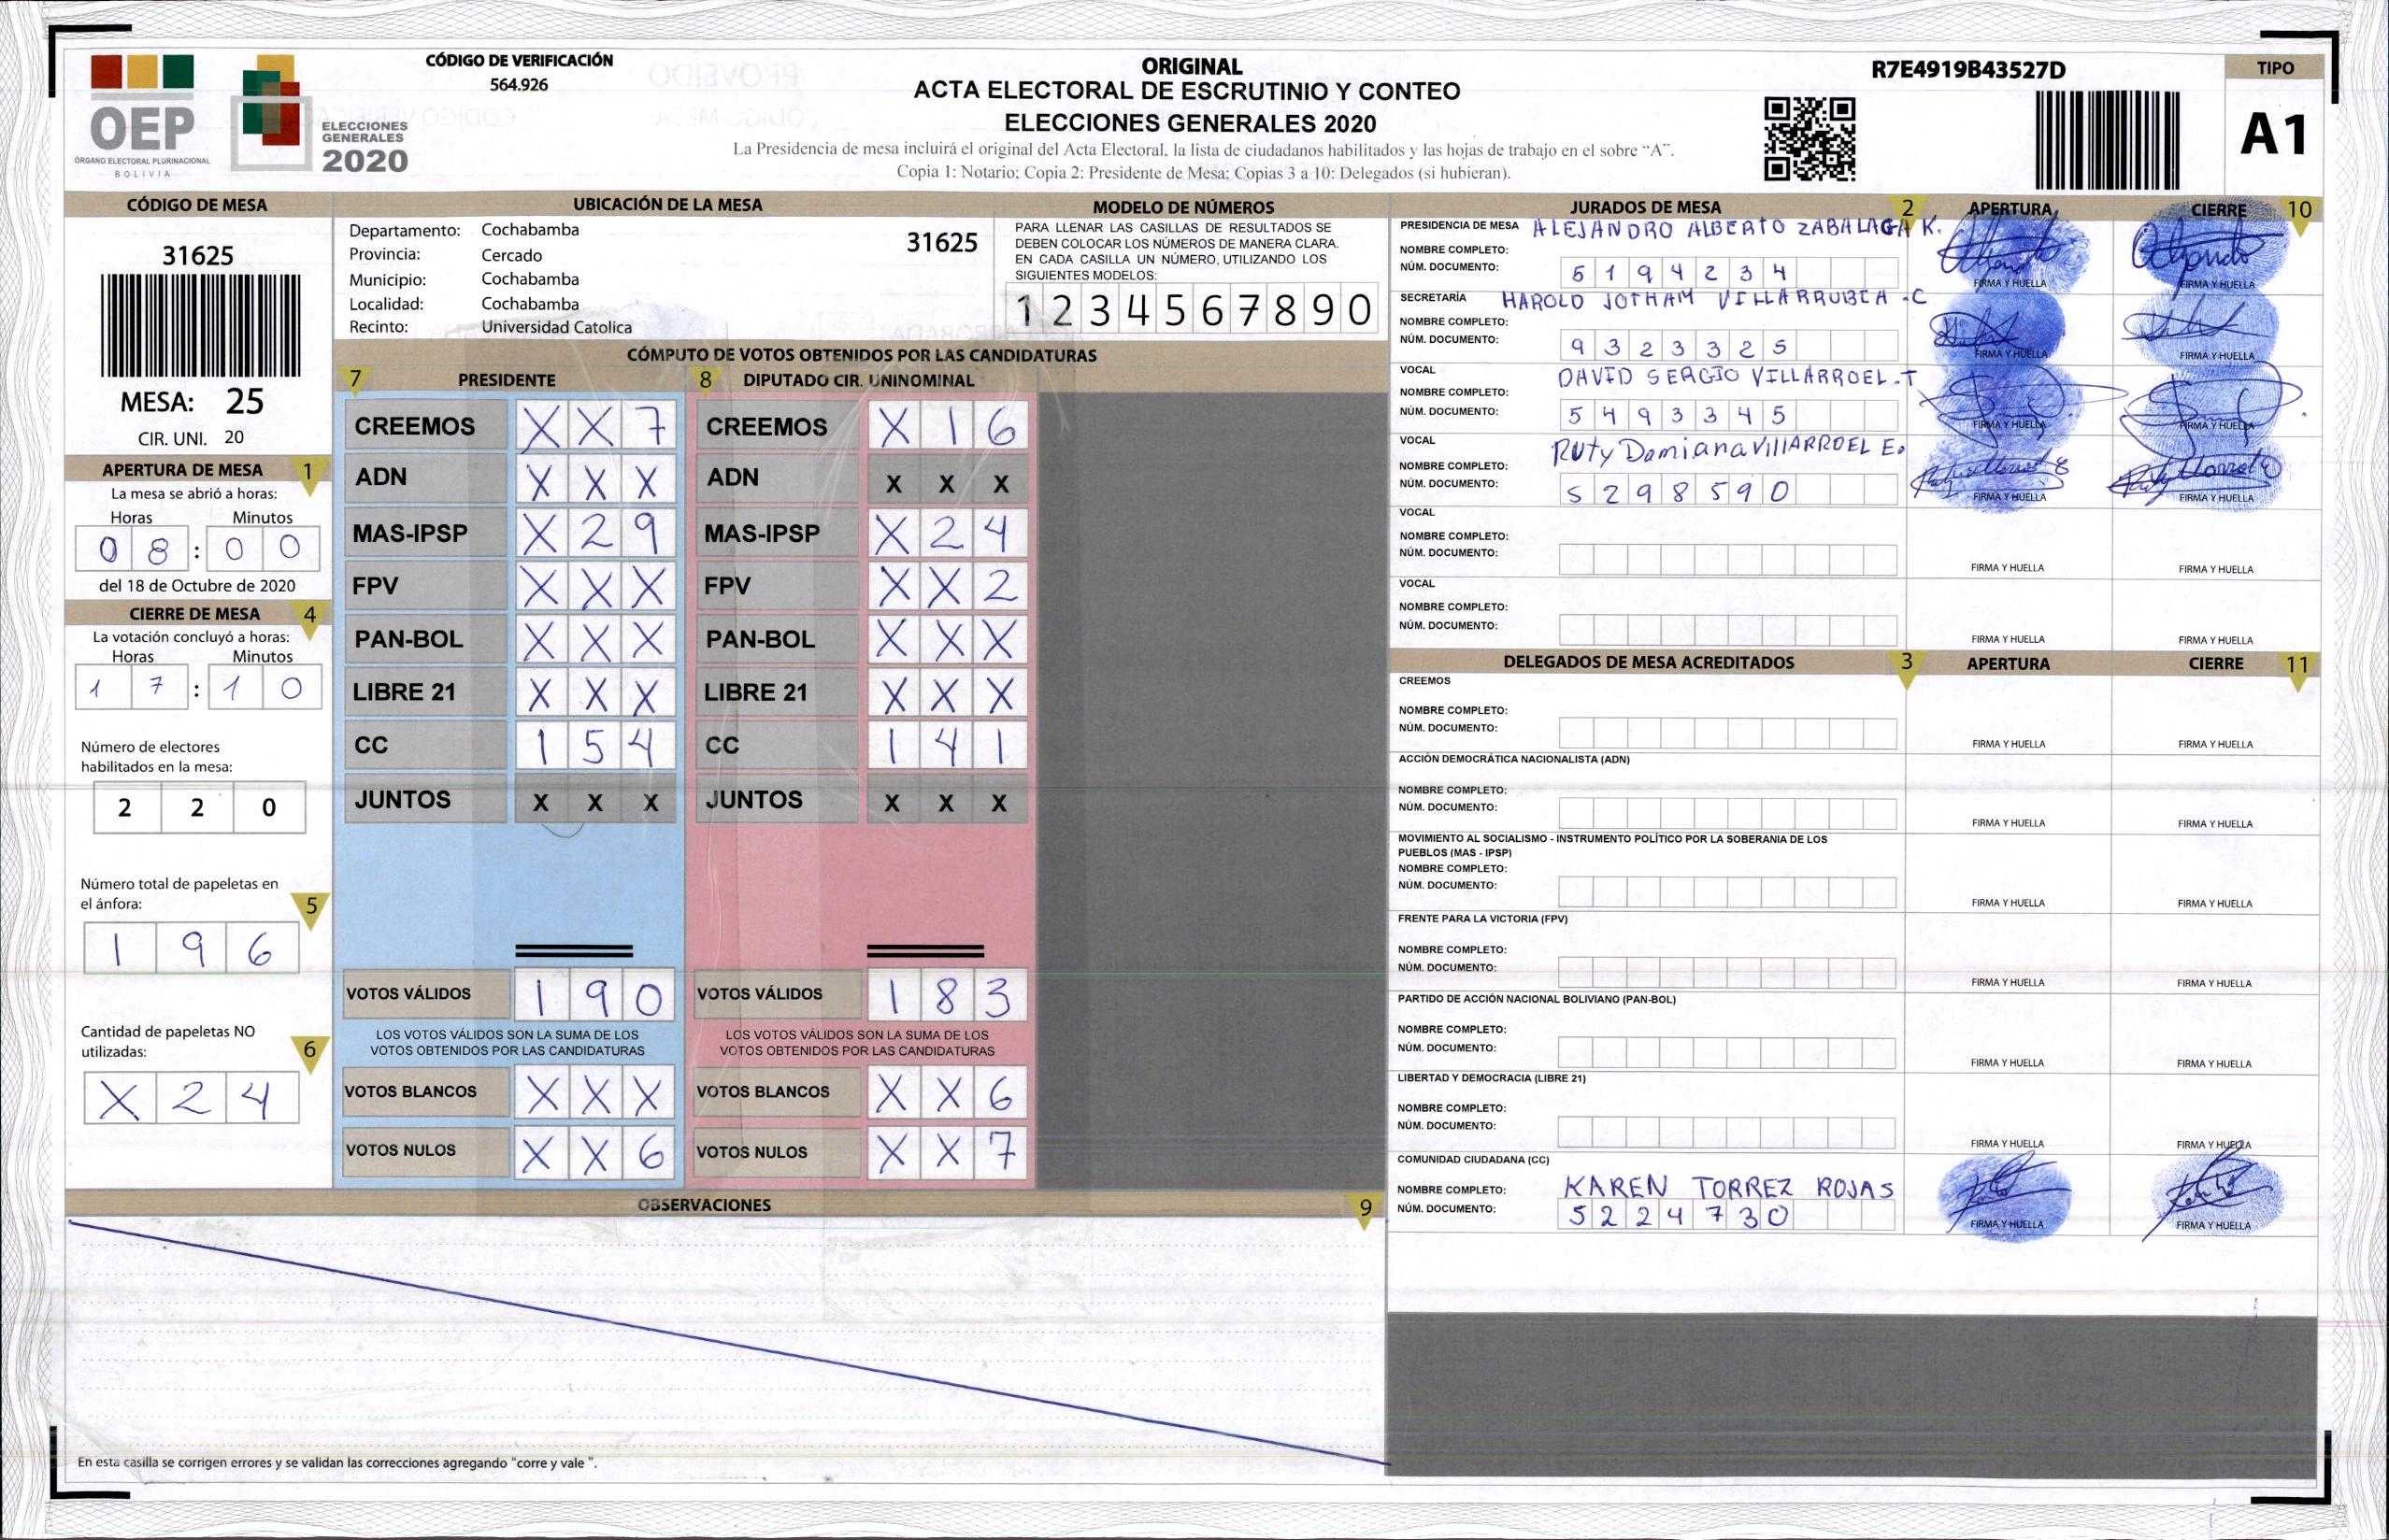 OEP
ÓRGANO ELECTORAL PLURINACIONAL
BOLIVIA
ELECCIONES
GENERALES
2020
CÓDIGO DE VERIFICACIÓN
564.926
ORIGINAL
ACTA ELECTORAL DE ESCRUTINIO Y CONTEO
ELECCIONES GENERALES 2020
La Presidencia de mesa incluirá el original del Acta Electoral, la lista de ciudadanos habilitados y las hojas de trabajo en el sobre “A”.
Copia 1: Notario; Copia 2: Presidente de Mesa; Copias 3 a 10: Delegados (si hubieran).
R7E4919B43527D
TIPO
A1
CÓDIGO DE MESA
31625
MESA: 25
CIR. UNI. 20
APERTURA DE MESA 1
La mesa se abrió a horas:
Horas Minutos
0 8 : 0 0
del 18 de Octubre de 2020
CIERRE DE MESA 4
La votación concluyó a horas:
Horas Minutos
1 7 : 1 0
Número de electores
habilitados en la mesa:
2 2 0
Número total de papeletas en
el ánfora: 5
1 9 6
Cantidad de papeletas NO
utilizadas: 6
X 2 4
UBICACIÓN DE LA MESA
Departamento: Cochabamba 31625
Provincia: Cercado
Municipio: Cochabamba
Localidad: Cochabamba
Recinto: Universidad Catolica
MODELO DE NÚMEROS
PARA LLENAR LAS CASILLAS DE RESULTADOS SE
DEBEN COLOCAR LOS NÚMEROS DE MANERA CLARA.
EN CADA CASILLA UN NÚMERO, UTILIZANDO LOS
SIGUIENTES MODELOS:
1 2 3 4 5 6 7 8 9 0
CÓMPUTO DE VOTOS OBTENIDOS POR LAS CANDIDATURAS
7 PRESIDENTE
CREEMOS X X 7
ADN X X X
MAS-IPSP X 2 9
FPV X X X
PAN-BOL X X X
LIBRE 21 X X X
CC 1 5 4
JUNTOS X X X
VOTOS VÁLIDOS 1 9 0
LOS VOTOS VÁLIDOS SON LA SUMA DE LOS
VOTOS OBTENIDOS POR LAS CANDIDATURAS
VOTOS BLANCOS X X X
VOTOS NULOS X X 6
8 DIPUTADO CIR. UNINOMINAL
CREEMOS X 1 6
ADN X X X
MAS-IPSP X 2 4
FPV X X 2
PAN-BOL X X X
LIBRE 21 X X X
CC 1 4 1
JUNTOS X X X
VOTOS VÁLIDOS 1 8 3
LOS VOTOS VÁLIDOS SON LA SUMA DE LOS
VOTOS OBTENIDOS POR LAS CANDIDATURAS
VOTOS BLANCOS X X 6
VOTOS NULOS X X 7
OBSERVACIONES 9
En esta casilla se corrigen errores y se validan las correcciones agregando "corre y vale ".
JURADOS DE MESA 2 APERTURA CIERRE 10
PRESIDENCIA DE MESA ALEJANDRO ALBERTO ZABALAGA K.
NOMBRE COMPLETO:
NÚM. DOCUMENTO: 5 1 9 4 2 3 4
FIRMA Y HUELLA FIRMA Y HUELLA
SECRETARÍA HAROLD JOTHAM VILLARRUBIA .C
NOMBRE COMPLETO:
NÚM. DOCUMENTO: 9 3 2 3 3 2 5
FIRMA Y HUELLA FIRMA Y HUELLA
VOCAL DAVID SERGIO VILLARROEL .T
NOMBRE COMPLETO:
NÚM. DOCUMENTO: 5 4 9 3 3 4 5
FIRMA Y HUELLA FIRMA Y HUELLA
VOCAL Ruty Damiana VIllARROEL E.
NOMBRE COMPLETO:
NÚM. DOCUMENTO: 5 2 9 8 5 9 0
FIRMA Y HUELLA FIRMA Y HUELLA
VOCAL
NOMBRE COMPLETO:
NÚM. DOCUMENTO:
FIRMA Y HUELLA FIRMA Y HUELLA
VOCAL
NOMBRE COMPLETO:
NÚM. DOCUMENTO:
FIRMA Y HUELLA FIRMA Y HUELLA
DELEGADOS DE MESA ACREDITADOS 3 APERTURA CIERRE 11
CREEMOS
NOMBRE COMPLETO:
NÚM. DOCUMENTO:
FIRMA Y HUELLA FIRMA Y HUELLA
ACCIÓN DEMOCRÁTICA NACIONALISTA (ADN)
NOMBRE COMPLETO:
NÚM. DOCUMENTO:
FIRMA Y HUELLA FIRMA Y HUELLA
MOVIMIENTO AL SOCIALISMO - INSTRUMENTO POLÍTICO POR LA SOBERANIA DE LOS
PUEBLOS (MAS - IPSP)
NOMBRE COMPLETO:
NÚM. DOCUMENTO:
FIRMA Y HUELLA FIRMA Y HUELLA
FRENTE PARA LA VICTORIA (FPV)
NOMBRE COMPLETO:
NÚM. DOCUMENTO:
FIRMA Y HUELLA FIRMA Y HUELLA
PARTIDO DE ACCIÓN NACIONAL BOLIVIANO (PAN-BOL)
NOMBRE COMPLETO:
NÚM. DOCUMENTO:
FIRMA Y HUELLA FIRMA Y HUELLA
LIBERTAD Y DEMOCRACIA (LIBRE 21)
NOMBRE COMPLETO:
NÚM. DOCUMENTO:
FIRMA Y HUELLA FIRMA Y HUELLA
COMUNIDAD CIUDADANA (CC)
NOMBRE COMPLETO: KAREN TORREZ ROJAS
NÚM. DOCUMENTO: 5 2 2 4 7 3 0
FIRMA Y HUELLA FIRMA Y HUELLA